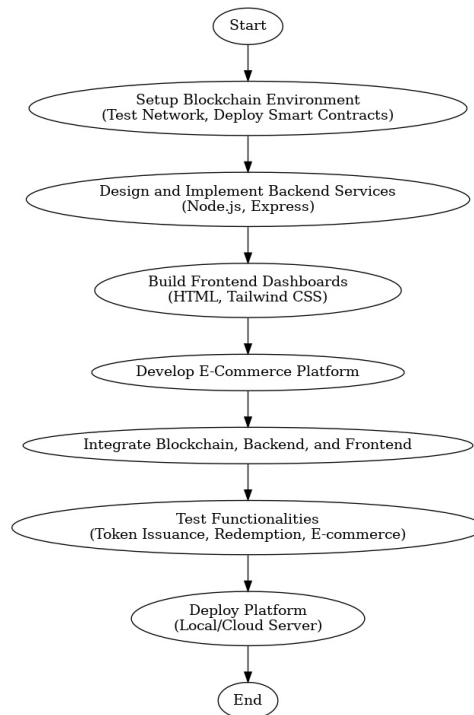 Start
Setup Blockchain Environment
(Test Network, Deploy Smart Contracts)
Design and Implement Backend Services
(Node.js, Express)
Build Frontend Dashboards
(HTML, Tailwind CSS)
Develop E-Commerce Platform
Integrate Blockchain, Backend, and Frontend
Test Functionalities
(Token Issuance, Redemption, E-commerce)
Deploy Platform
(Local/Cloud Server)
End